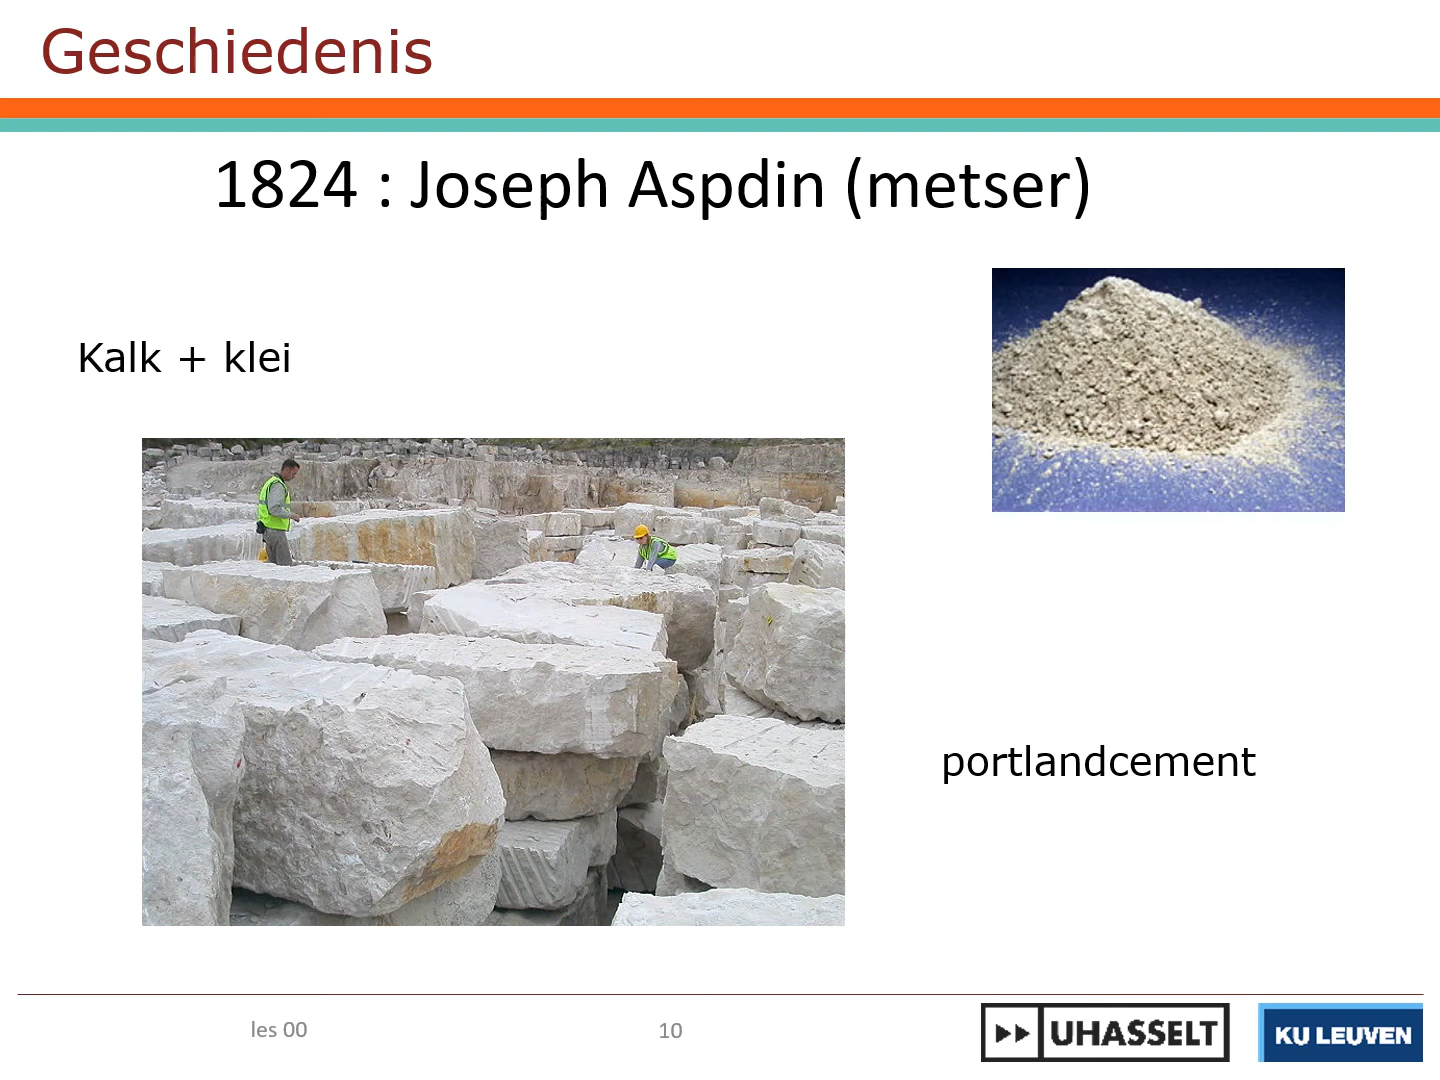 Geschiedenis
1824 : Joseph Aspdin (metser)
Kalk + klei
portlandcement
les 00
10
UHASSELT
KU LEUVEN